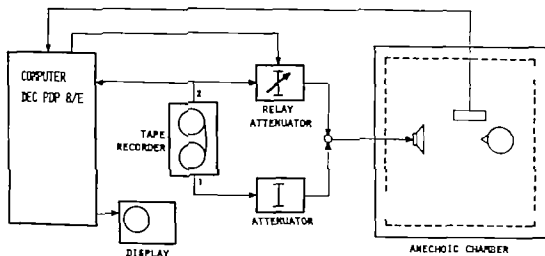 COMPUTER
DEC PDP 8/E
2
TAPE
RECORDER
1
RELAY
ATTENUATOR
ATTENUATOR
DISPLAY
ANECHOIC CHAMBER